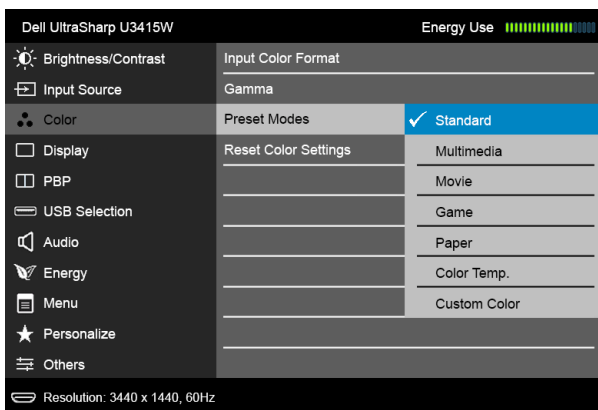 Dell UltraSharp U3415W
Energy Use
Brightness/Contrast
Input Color Format
Input Source
Gamma
Color
Preset Modes
Standard
Display
Reset Color Settings
Multimedia
PBP
Movie
USB Selection
Game
Audio
Paper
Energy
Color Temp.
Menu
Custom Color
Personalize
Others
Resolution: 3440 x 1440, 60Hz